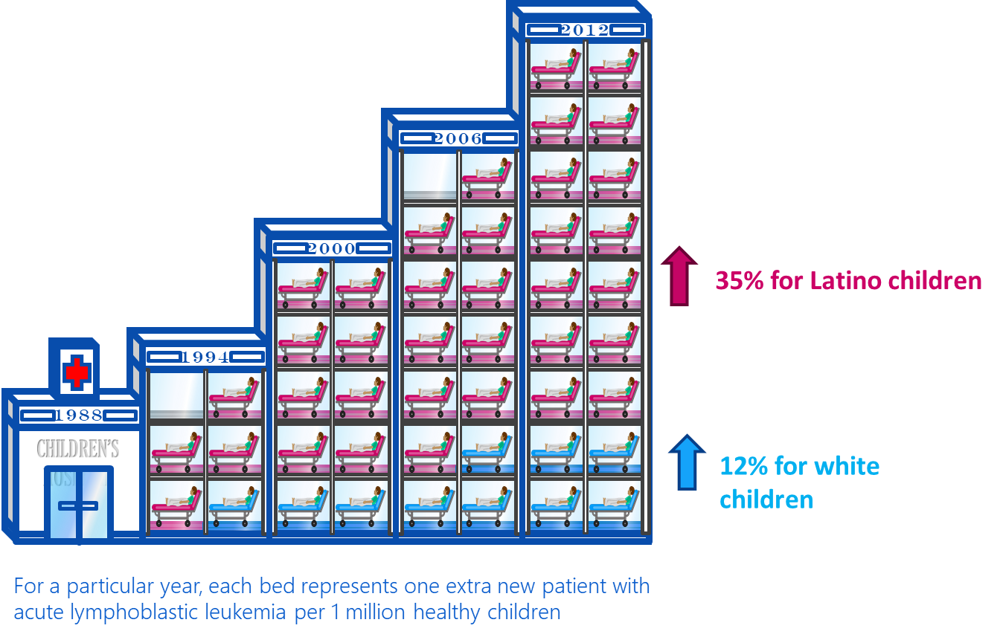 2012
2006
2000
1994
1988
CHILDREN'S
35% for Latino children
12% for white
children
For a particular year, each bed represents one extra new patient with
acute lymphoblastic leukemia per 1 million healthy children